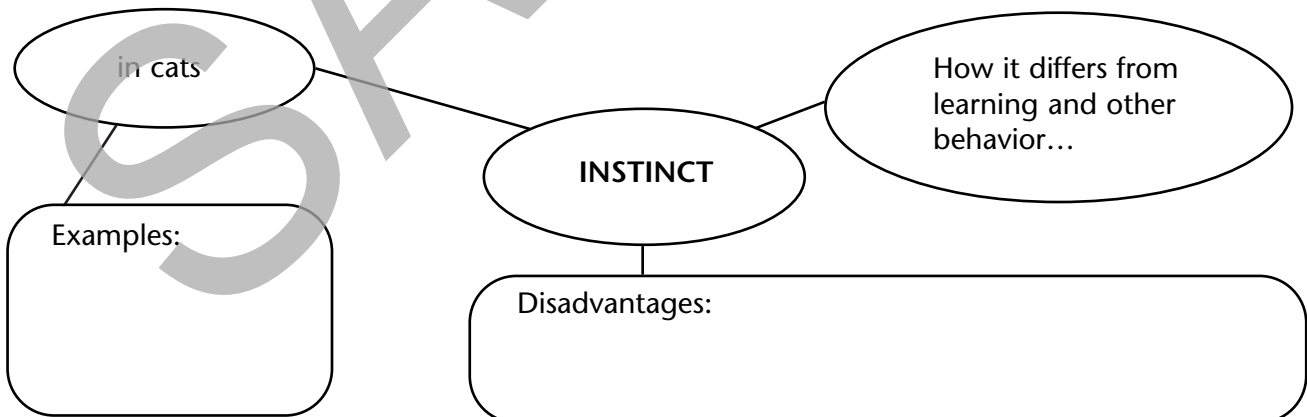 in cats
How it differs from
learning and other
behavior…
INSTINCT
Examples:
Disadvantages: